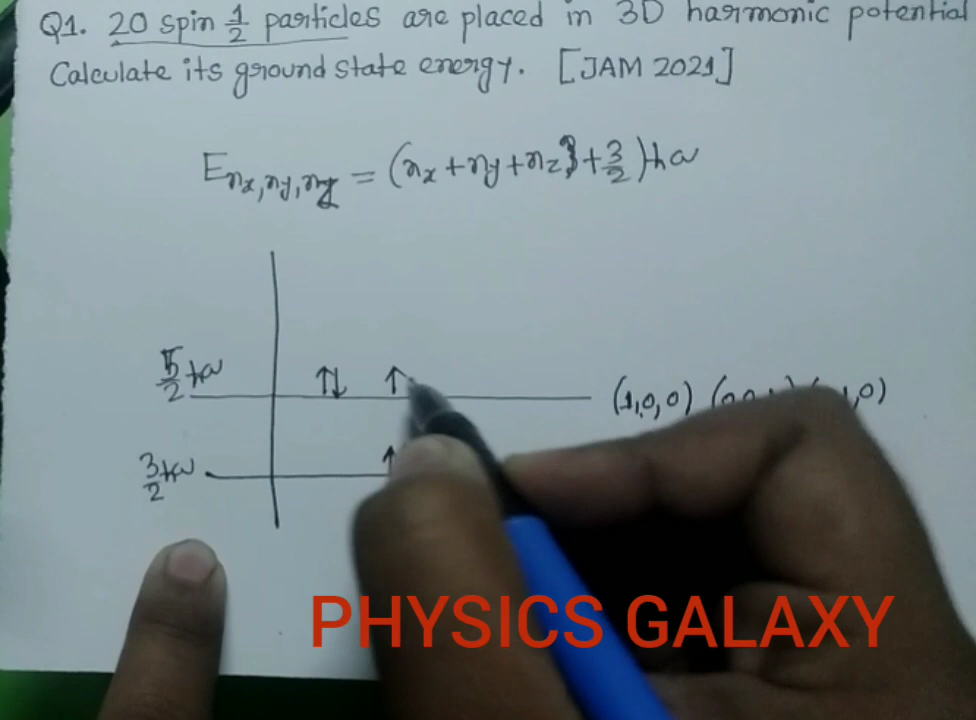 Q1. 20 spin 1/2 particles are placed in 3D harmonic potential
Calculate its ground state energy. [JAM 2021]
E_{nx,ny,nz} = (nx+ny+nz+3/2)ħω
5/2 ħω ↑↓ ↑ (1,0,0)
3/2 ħω ↑
PHYSICS GALAXY